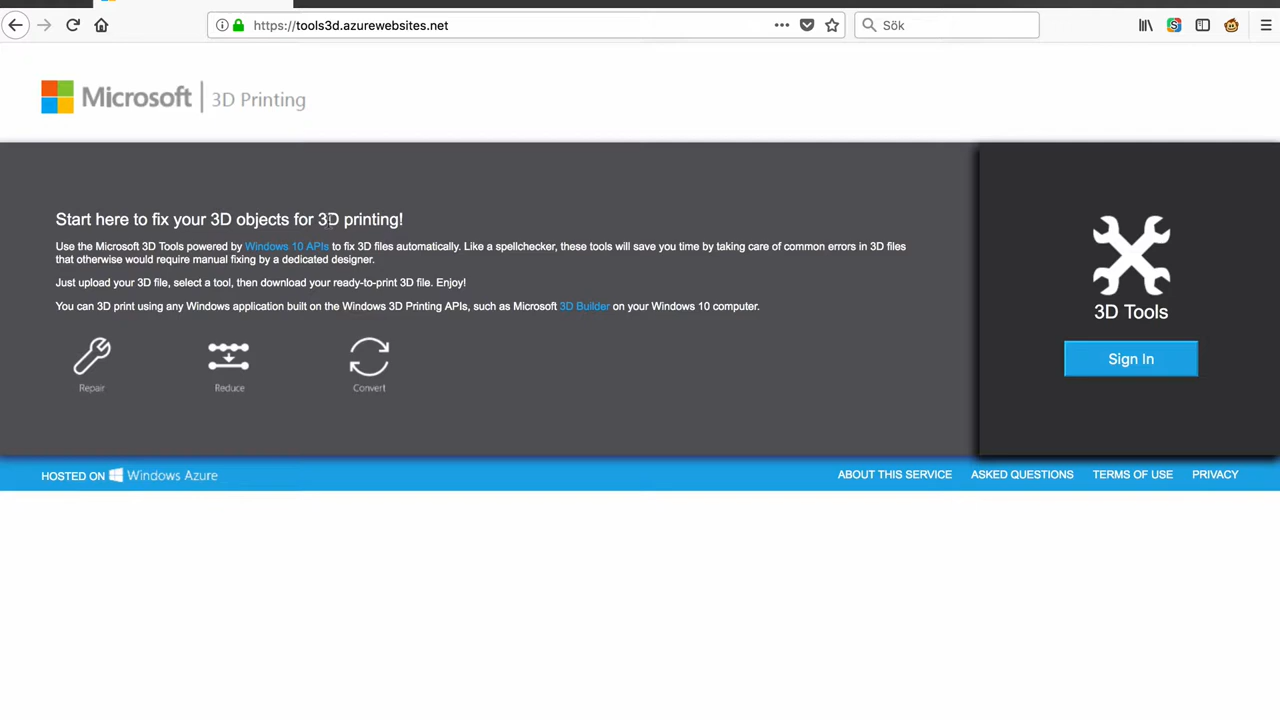 https://tools3d.azurewebsites.net
Sök
Microsoft | 3D Printing
Start here to fix your 3D objects for 3D printing!
Use the Microsoft 3D Tools powered by Windows 10 APIs to fix 3D files automatically. Like a spellchecker, these tools will save you time by taking care of common errors in 3D files
that otherwise would require manual fixing by a dedicated designer.
Just upload your 3D file, select a tool, then download your ready-to-print 3D file. Enjoy!
You can 3D print using any Windows application built on the Windows 3D Printing APIs, such as Microsoft 3D Builder on your Windows 10 computer.
Repair
Reduce
Convert
3D Tools
Sign In
HOSTED ON Windows Azure
ABOUT THIS SERVICE
ASKED QUESTIONS
TERMS OF USE
PRIVACY